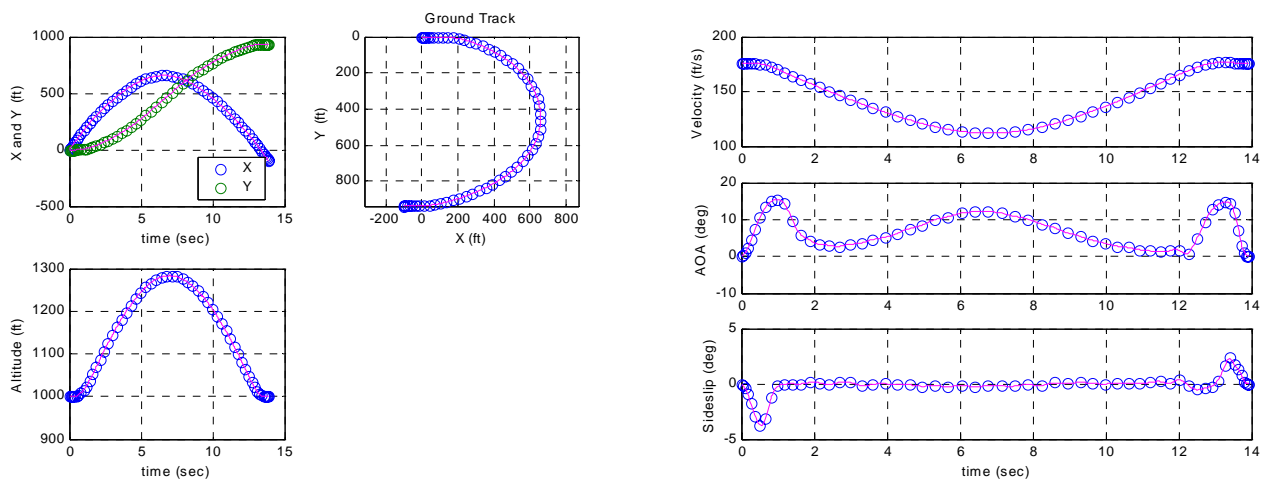 Ground Track
1000
500
0
-500
X and Y (ft)
X
Y
0 5 10 15
time (sec)
0
200
400
600
800
Y (ft)
-200 0 200 400 600 800
X (ft)
1300
1200
1100
1000
900
Altitude (ft)
0 5 10 15
time (sec)
200
150
100
Velocity (ft/s)
0 2 4 6 8 10 12 14
20
10
0
-10
AOA (deg)
0 2 4 6 8 10 12 14
5
0
-5
Sideslip (deg)
0 2 4 6 8 10 12 14
time (sec)